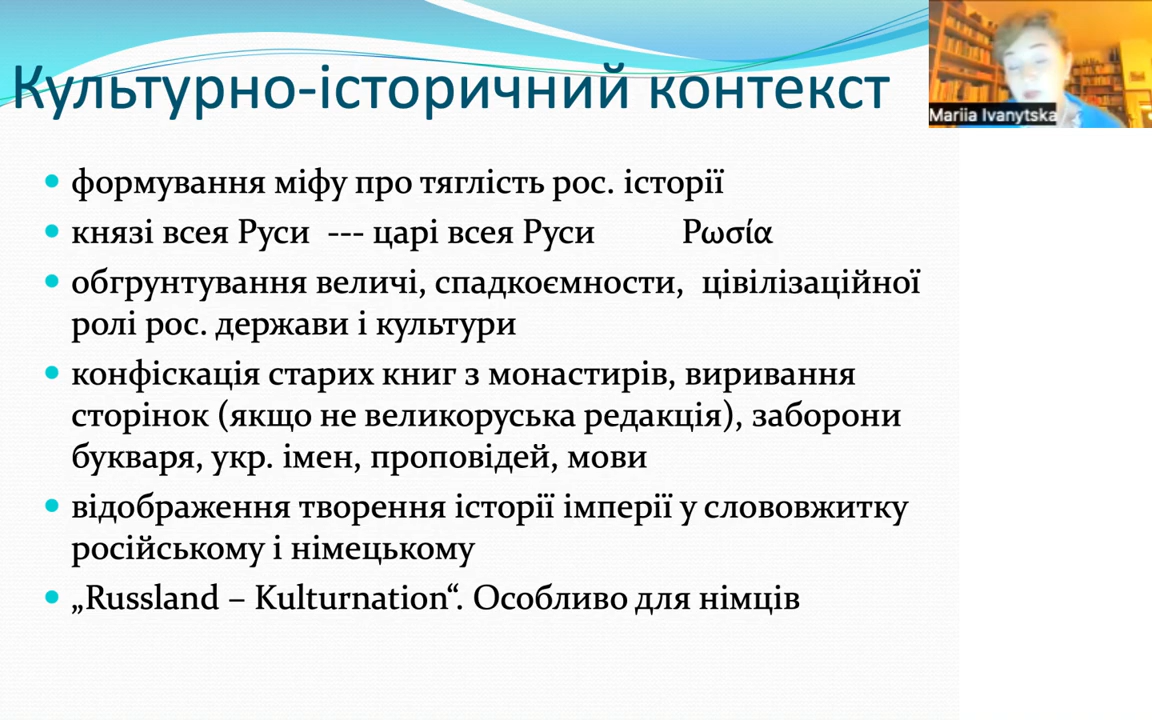 Культурно-історичний контекст
Mariia Ivanytska
• формування міфу про тяглість рос. історії
• князі всея Руси --- царі всея Руси Ρωσία
• обгрунтування величі, спадкоємности, цівілізаційної
ролі рос. держави і культури
• конфіскація старих книг з монастирів, виривання
сторінок (якщо не великоруська редакція), заборони
букваря, укр. імен, проповідей, мови
• відображення творення історії імперії у слововжитку
російському і німецькому
• „Russland – Kulturnation“. Особливо для німців